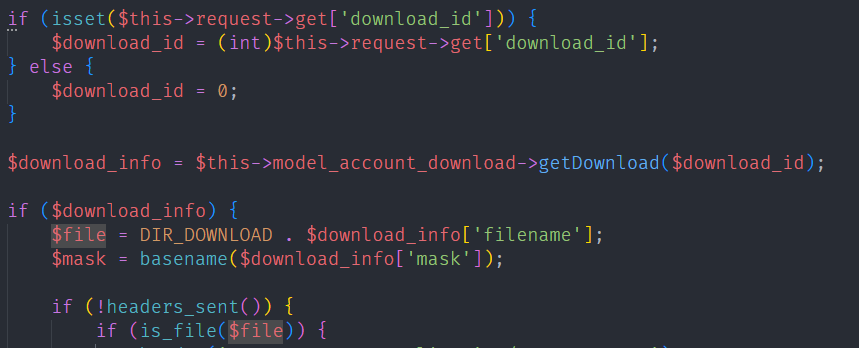 if (isset($this->request->get['download_id'])) {
$download_id = (int)$this->request->get['download_id'];
} else {
$download_id = 0;
}
$download_info = $this->model_account_download->getDownload($download_id);
if ($download_info) {
$file = DIR_DOWNLOAD . $download_info['filename'];
$mask = basename($download_info['mask']);
if (!headers_sent()) {
if (is_file($file)) {